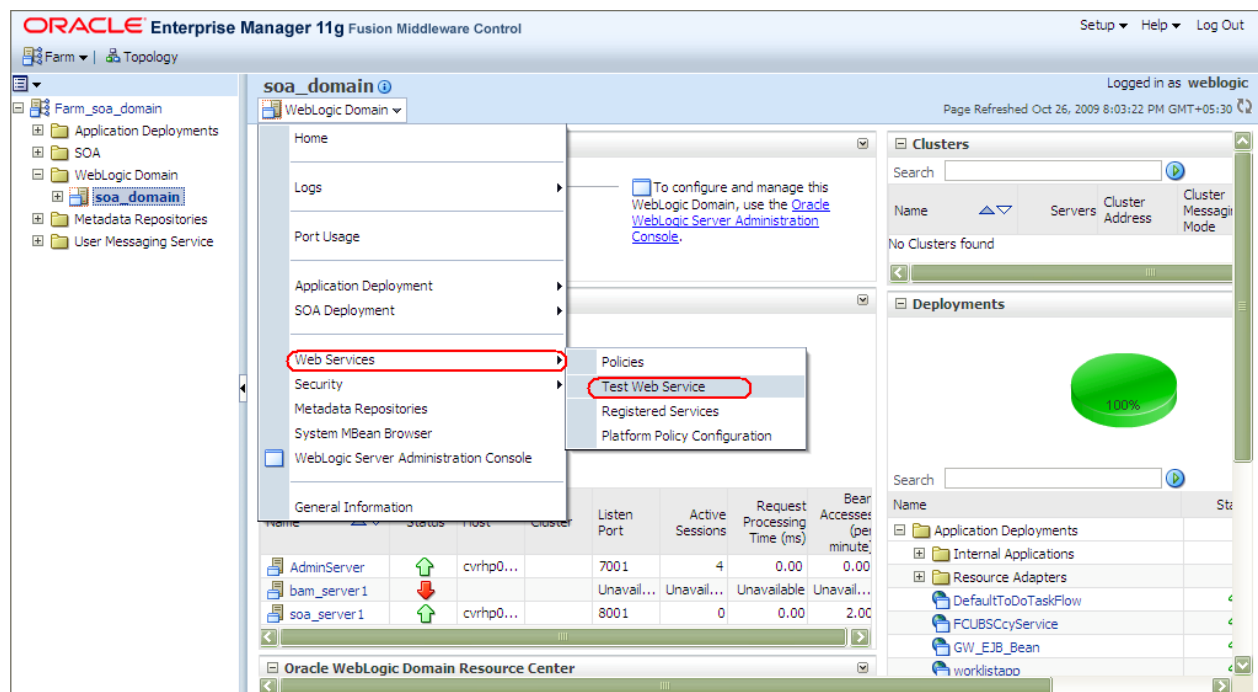 ORACLE Enterprise Manager 11g Fusion Middleware Control
Setup Help Log Out
Farm | Topology
Farm_soa_domain
Application Deployments
SOA
WebLogic Domain
soa_domain
Metadata Repositories
User Messaging Service
soa_domain
Logged in as weblogic
WebLogic Domain
Page Refreshed Oct 26, 2009 8:03:22 PM GMT+05:30
Home
Logs
Port Usage
Application Deployment
SOA Deployment
Web Services
Security
Metadata Repositories
System MBean Browser
WebLogic Server Administration Console
General Information
Policies
Test Web Service
Registered Services
Platform Policy Configuration
To configure and manage this
WebLogic Domain, use the Oracle
WebLogic Server Administration
Console.
Name Status Host Cluster Listen Port Active Sessions Request Processing Time (ms) Bean Accesses (per minute)
AdminServer cvrhp0... 7001 4 0.00 0.00
bam_server1 Unavail... Unavail... Unavailable Unavail...
soa_server1 cvrhp0... 8001 0 0.00 2.00
Oracle WebLogic Domain Resource Center
Clusters
Search
Name Servers Cluster Address Cluster Messagin Mode
No Clusters found
Deployments
100%
Search
Name Sta
Application Deployments
Internal Applications
Resource Adapters
DefaultToDoTaskFlow
FCUBSCcyService
GW_EJB_Bean
worklistapp